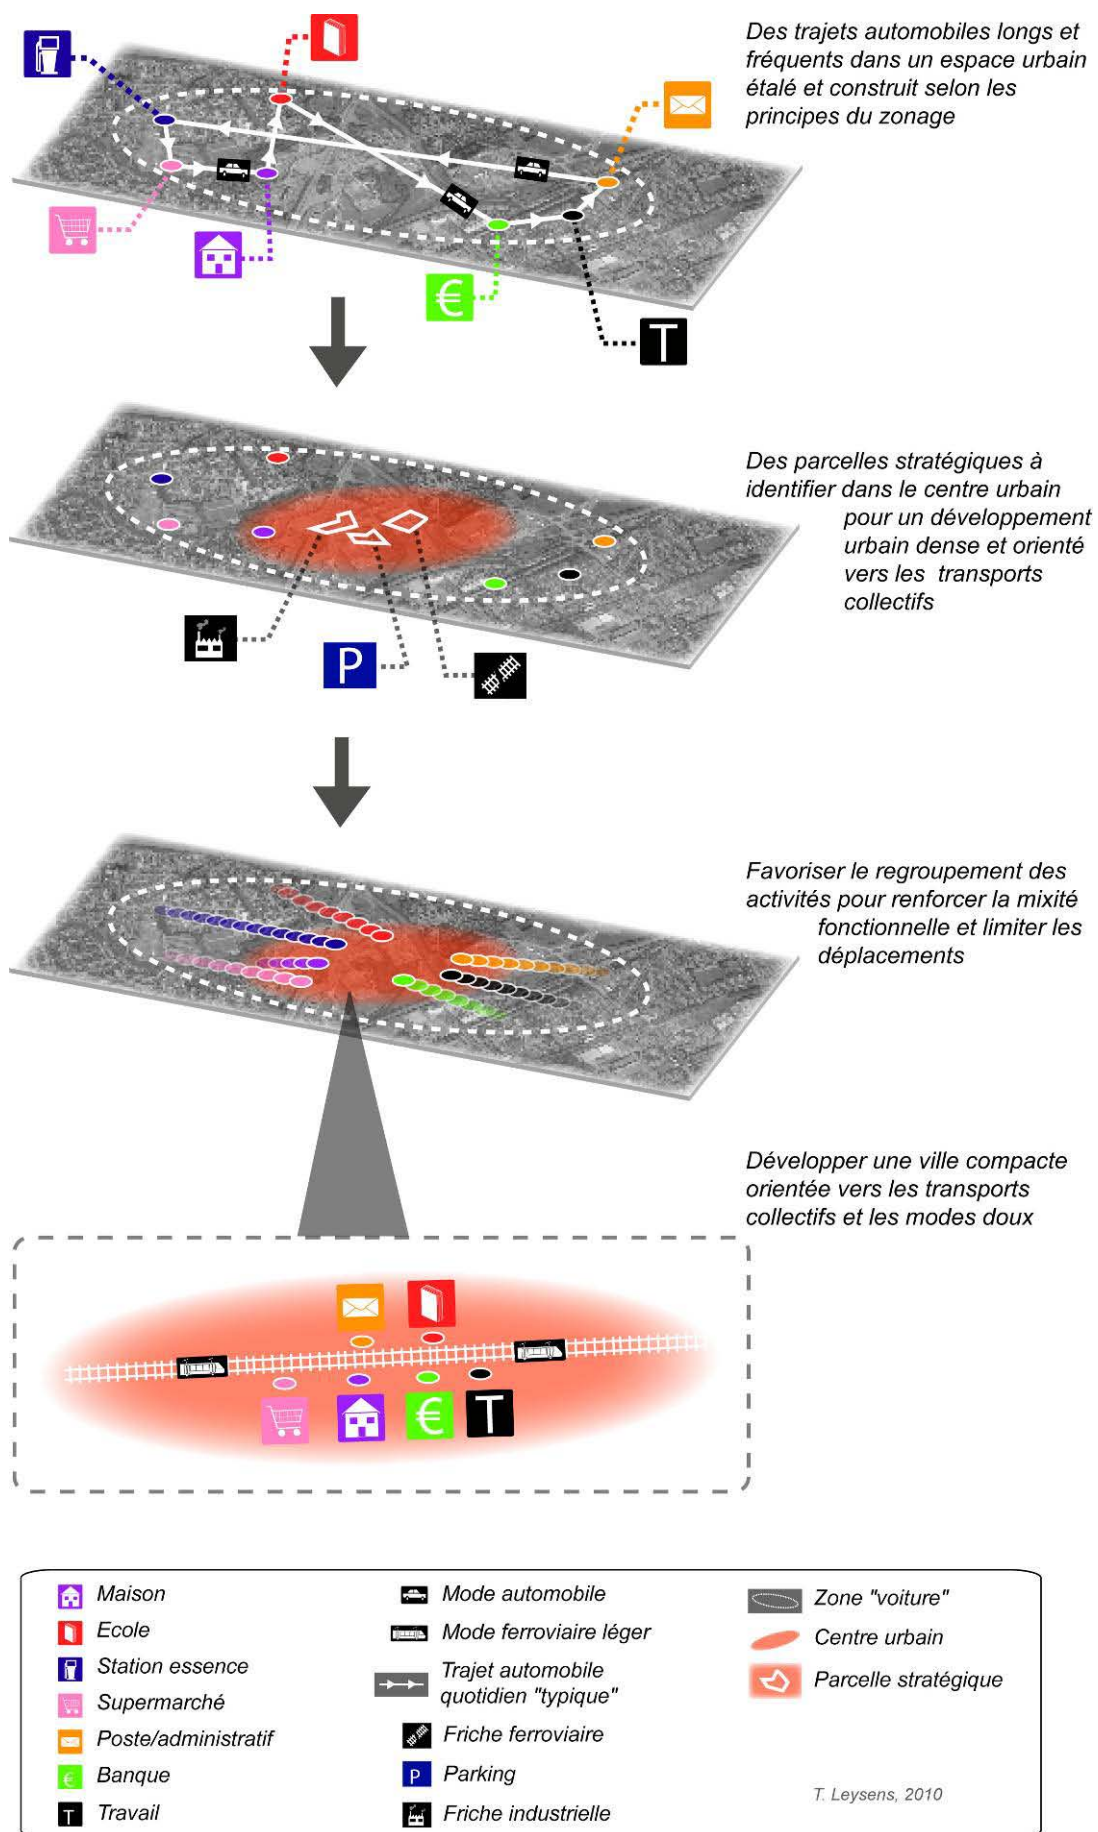 Des trajets automobiles longs et
fréquents dans un espace urbain
étalé et construit selon les
principes du zonage
€
T
Des parcelles stratégiques à
identifier dans le centre urbain
pour un développement
urbain dense et orienté
vers les transports
collectifs
P
Favoriser le regroupement des
activités pour renforcer la mixité
fonctionnelle et limiter les
déplacements
Développer une ville compacte
orientée vers les transports
collectifs et les modes doux
€
T
Maison
Ecole
Station essence
Supermarché
Poste/administratif
€ Banque
T Travail
Mode automobile
Mode ferroviaire léger
Trajet automobile
quotidien "typique"
Friche ferroviaire
P Parking
Friche industrielle
Zone "voiture"
Centre urbain
Parcelle stratégique
T. Leysens, 2010